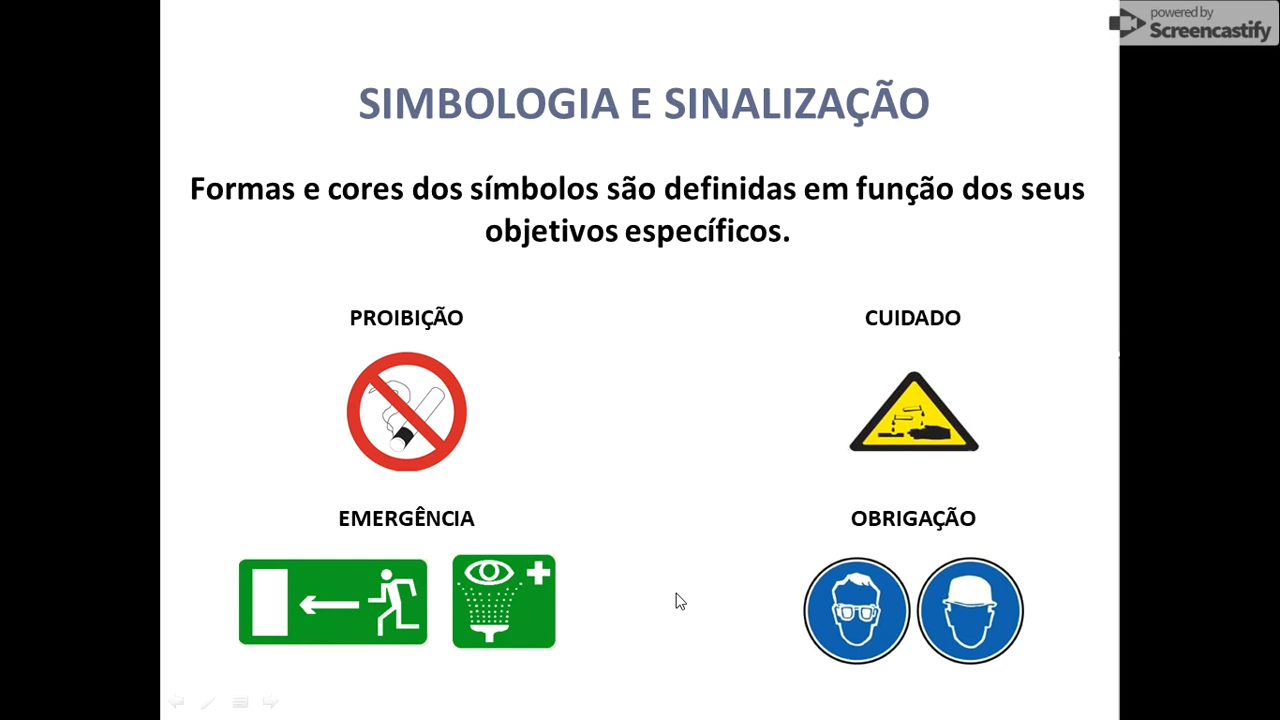 powered by
Screencastify
SIMBOLOGIA E SINALIZAÇÃO
Formas e cores dos símbolos são definidas em função dos seus
objetivos específicos.
PROIBIÇÃO
CUIDADO
EMERGÊNCIA
OBRIGAÇÃO